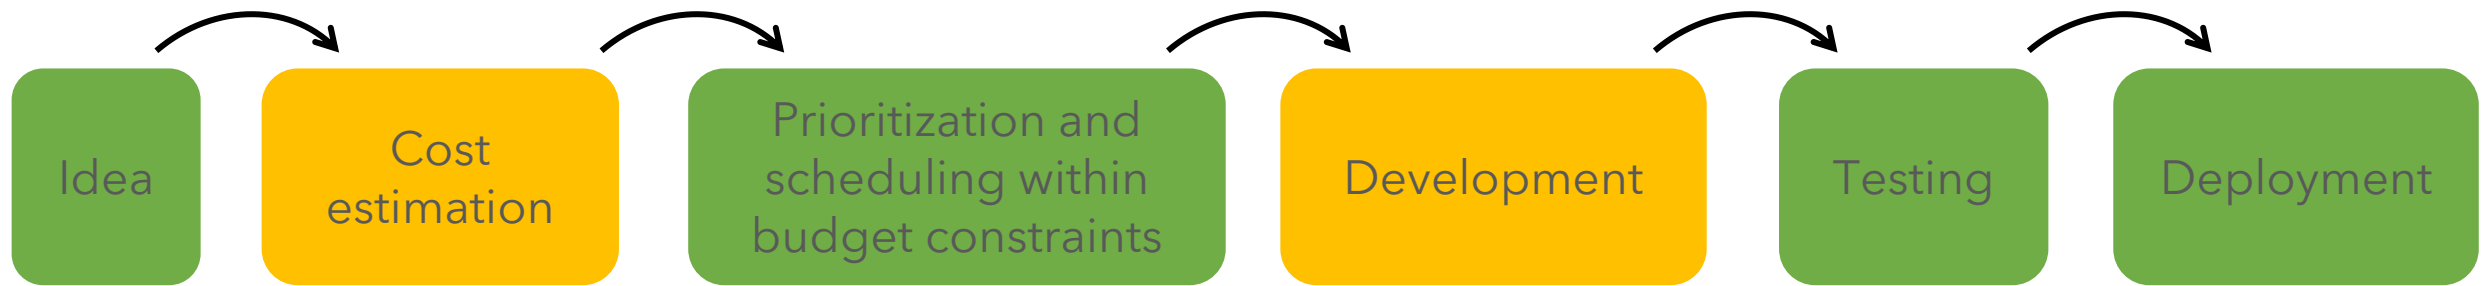 Idea
Cost
estimation
Prioritization and
scheduling within
budget constraints
Development
Testing
Deployment